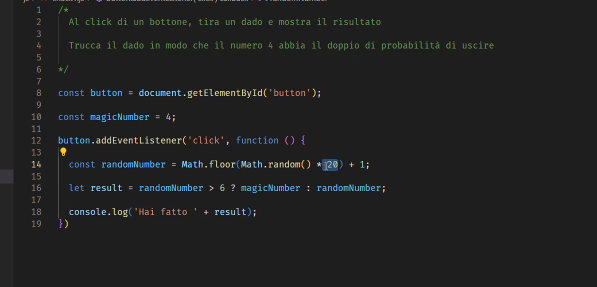 1 /*
2 Al click di un bottone, tira un dado e mostra il risultato
3
4 Trucca il dado in modo che il numero 4 abbia il doppio di probabilità di uscire
5
6 */
7
8 const button = document.getElementById('button');
9
10 const magicNumber = 4;
11
12 button.addEventListener('click', function () {
13
14 const randomNumber = Math.floor(Math.random() * 20) + 1;
15
16 let result = randomNumber > 6 ? magicNumber : randomNumber;
17
18 console.log('Hai fatto ' + result);
19 })